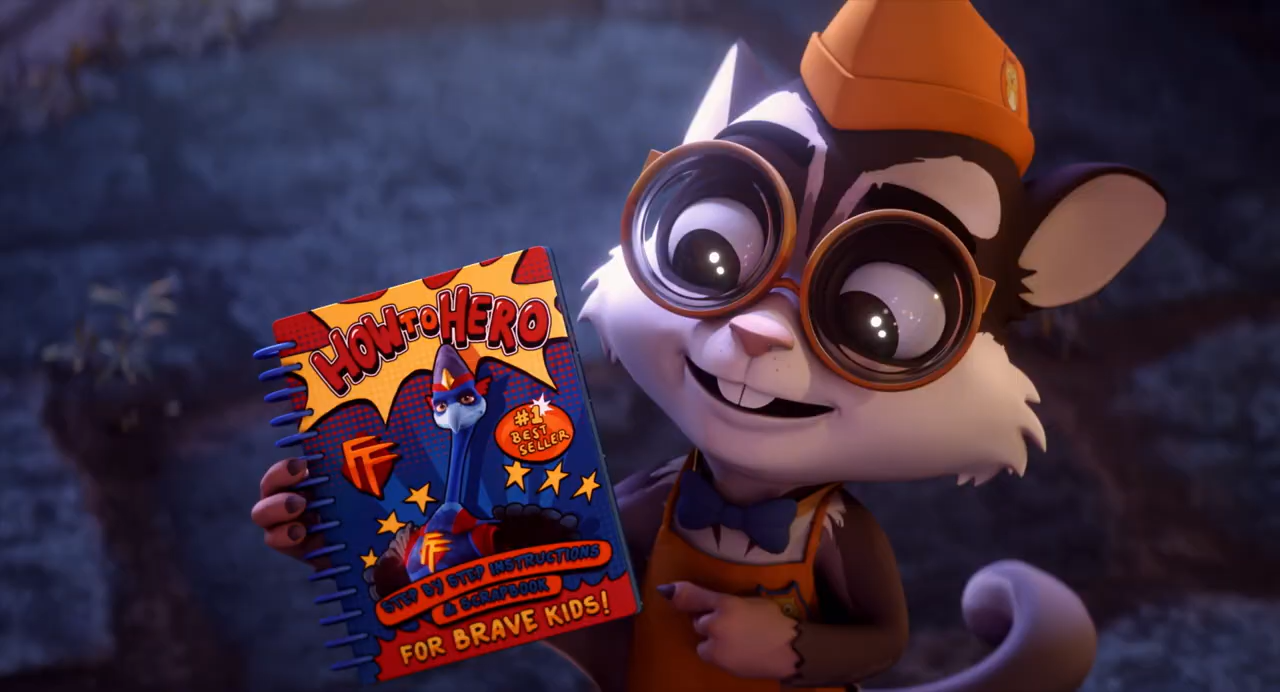 HOW TO HERO
#1
BEST
SELLER
FF
FF
STEP BY STEP INSTRUCTIONS
& SCRAPBOOK
FOR BRAVE KIDS!